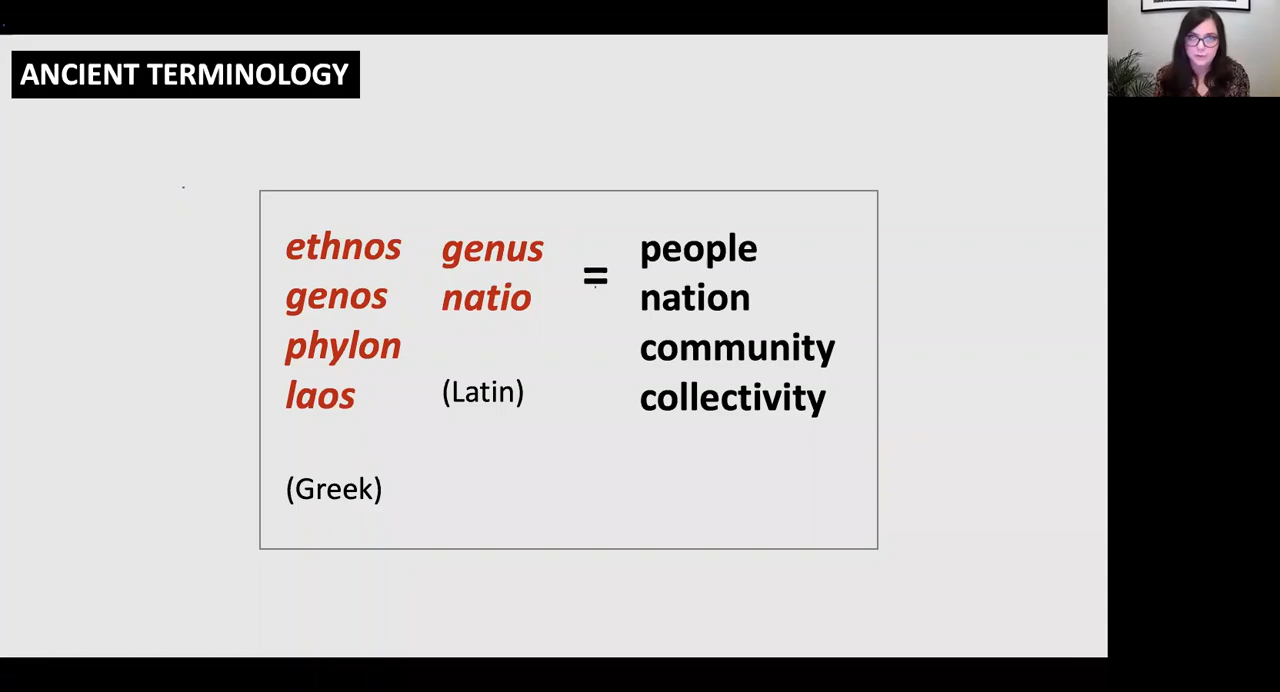 ANCIENT TERMINOLOGY
ethnos
genos
phylon
laos
(Greek)
genus
natio
(Latin)
=
people
nation
community
collectivity